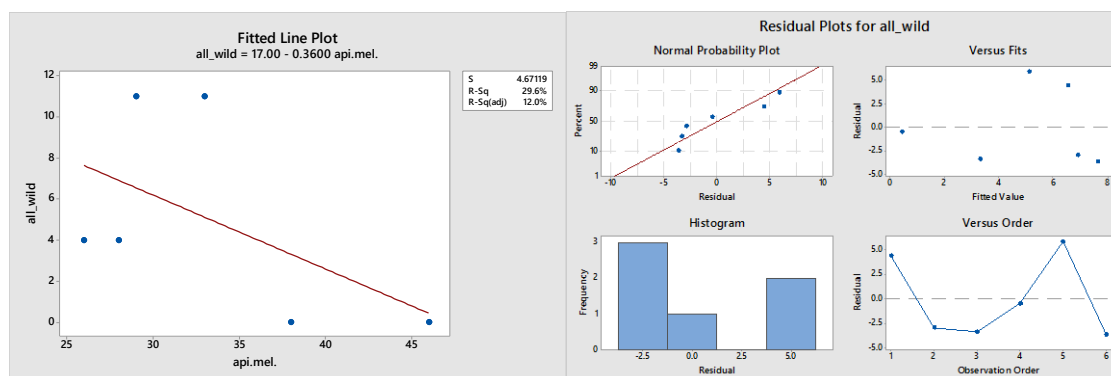 Fitted Line Plot
all_wild = 17.00 - 0.3600 api.mel.
S 4.67119
R-Sq 29.6%
R-Sq(adj) 12.0%
12
10
8
6
4
2
0
all_wild
25 30 35 40 45
api.mel.
Residual Plots for all_wild
Normal Probability Plot
99
90
50
10
1
Percent
-10 -5 0 5 10
Residual
Versus Fits
5.0
2.5
0.0
-2.5
-5.0
Residual
0 2 4 6 8
Fitted Value
Histogram
3
2
1
0
Frequency
-2.5 0.0 2.5 5.0
Residual
Versus Order
5.0
2.5
0.0
-2.5
-5.0
Residual
1 2 3 4 5 6
Observation Order